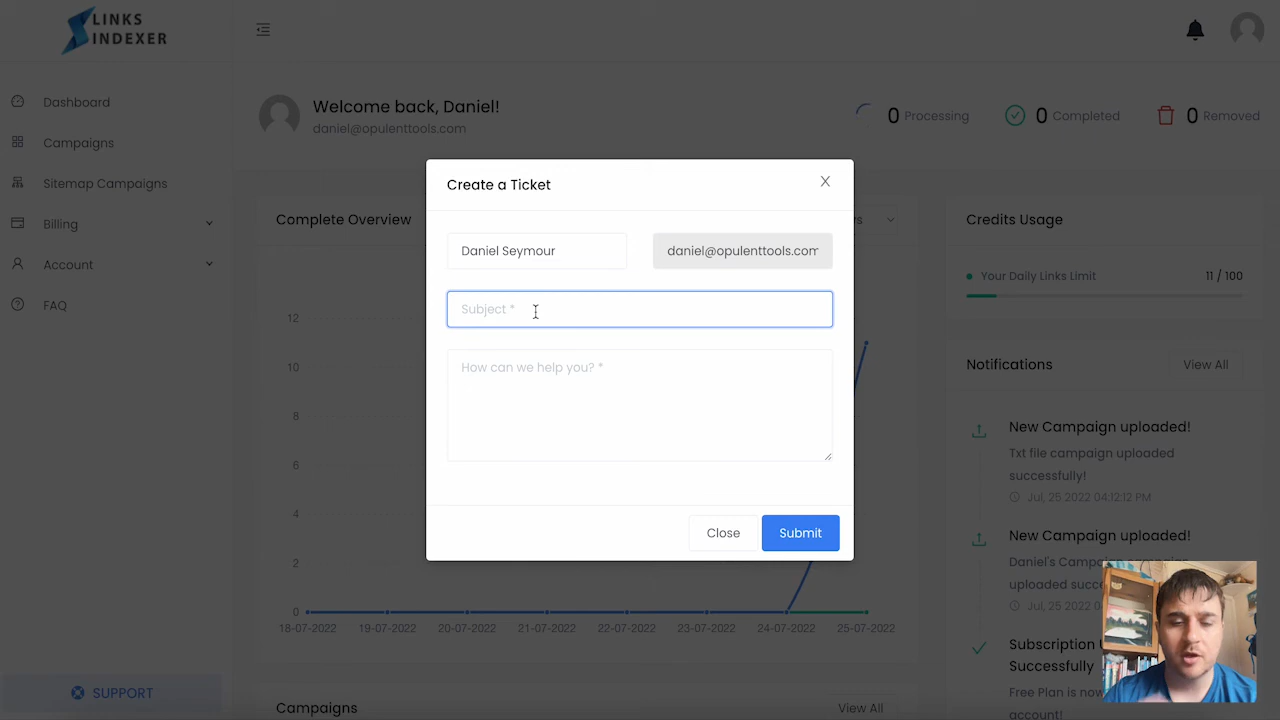 LINKS
INDEXER
Dashboard
Campaigns
Sitemap Campaigns
Billing
Account
FAQ
SUPPORT
Welcome back, Daniel!
daniel@opulenttools.com
0 Processing
0 Completed
0 Removed
Complete Overview
12
10
8
6
4
2
0
18-07-2022
19-07-2022
20-07-2022
21-07-2022
22-07-2022
23-07-2022
24-07-2022
25-07-2022
Campaigns
View All
Create a Ticket
X
Daniel Seymour
daniel@opulenttools.com
Subject *
How can we help you? *
Close
Submit
Credits Usage
Your Daily Links Limit
11 / 100
Notifications
View All
New Campaign uploaded!
Txt file campaign uploaded
successfully!
Jul, 25 2022 04:12:12 PM
New Campaign uploaded!
Daniel's Campaign campaign
uploaded
Jul, 25 2022
Subscription
Successfully
Free Plan is now
account!